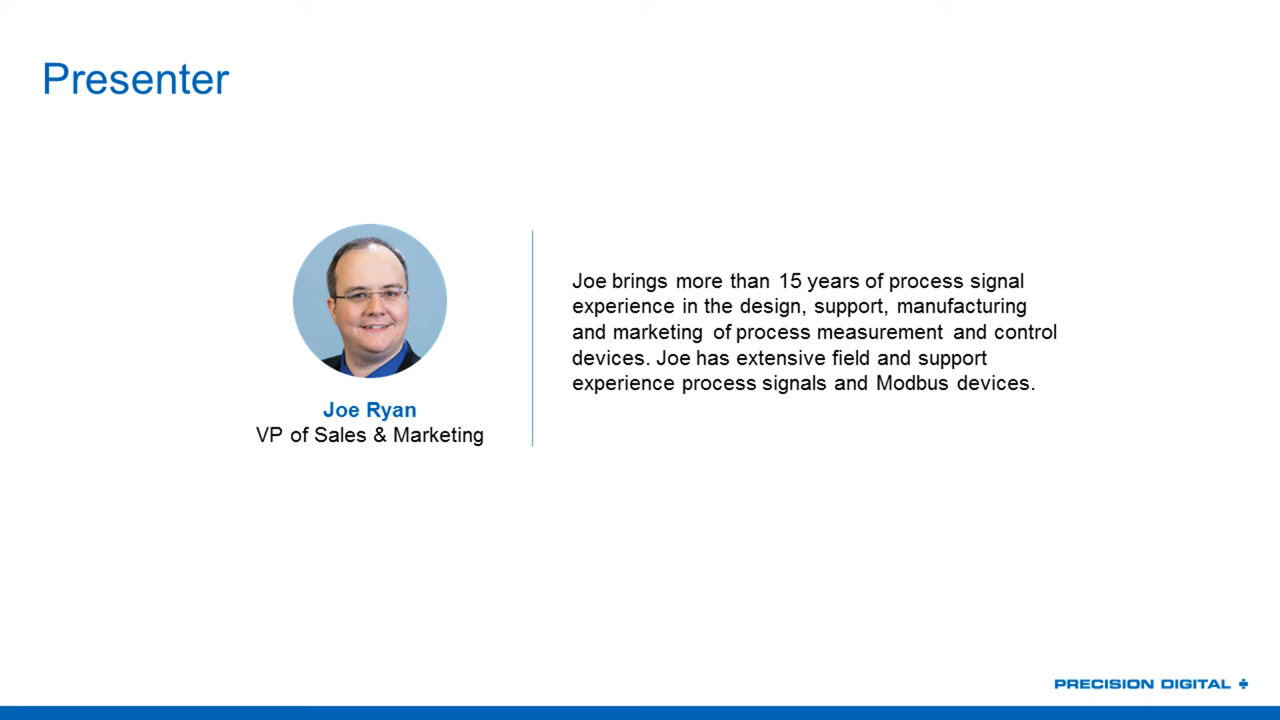 Presenter
Joe brings more than 15 years of process signal
experience in the design, support, manufacturing
and marketing of process measurement and control
devices. Joe has extensive field and support
experience process signals and Modbus devices.
Joe Ryan
VP of Sales & Marketing
PRECISION DIGITAL